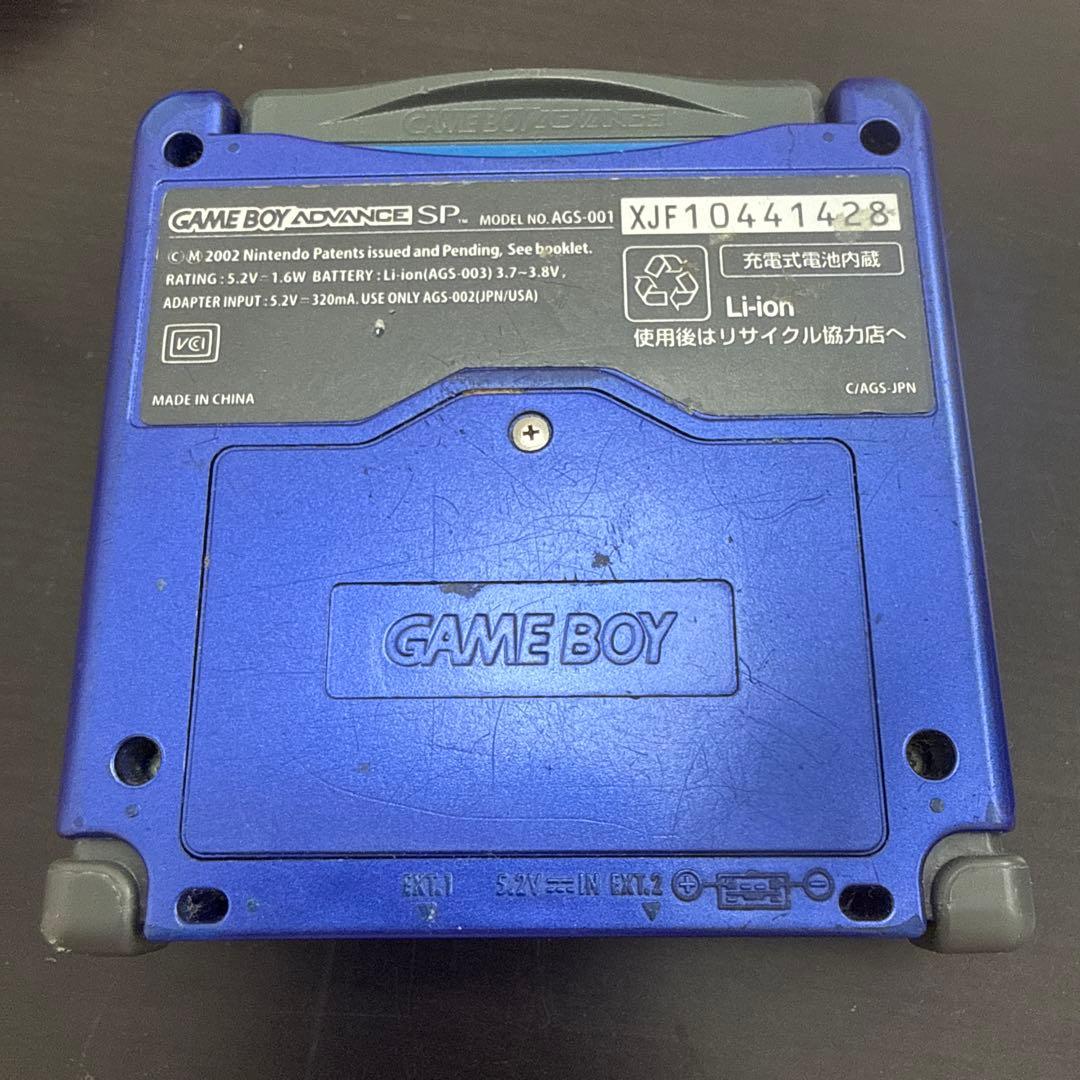 GAME BOY ADVANCE
GAME BOY ADVANCE SP™ MODEL NO. AGS-001 XJF10441428
© Ⓜ 2002 Nintendo Patents issued and Pending, See booklet.
RATING : 5.2V⎓1.6W BATTERY : Li-ion(AGS-003) 3.7~3.8V,
ADAPTER INPUT : 5.2V⎓320mA. USE ONLY AGS-002(JPN/USA)
VCI
MADE IN CHINA
充電式電池内蔵
Li-ion
使用後はリサイクル協力店へ
C/AGS-JPN
GAME BOY
EXT.1 5.2V⎓IN EXT.2